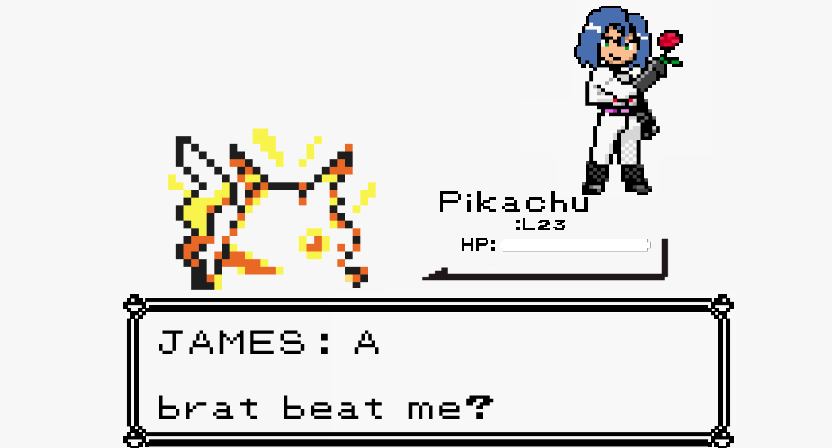 Pikachu
:L23
HP:
JAMES: A
brat beat me?